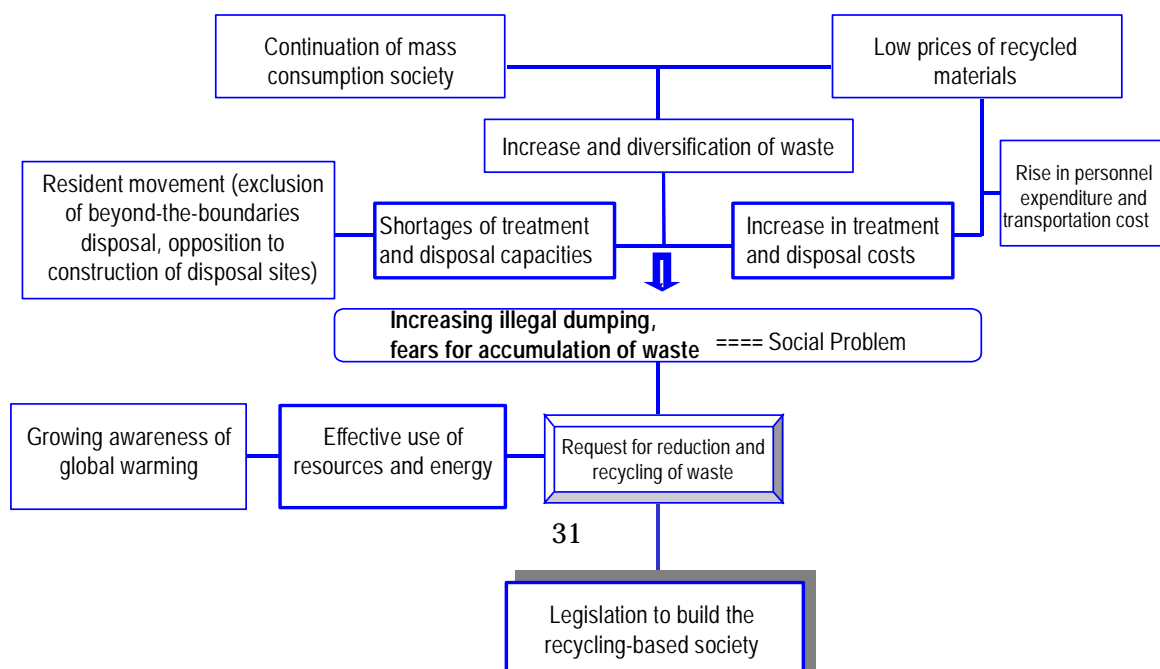 Continuation of mass
consumption society
Low prices of recycled
materials
Increase and diversification of waste
Resident movement (exclusion
of beyond-the-boundaries
disposal, opposition to
construction of disposal sites)
Shortages of treatment
and disposal capacities
Increase in treatment
and disposal costs
Rise in personnel
expenditure and
transportation cost
Increasing illegal dumping,
fears for accumulation of waste ==== Social Problem
Growing awareness of
global warming
Effective use of
resources and energy
Request for reduction and
recycling of waste
31
Legislation to build the
recycling-based society